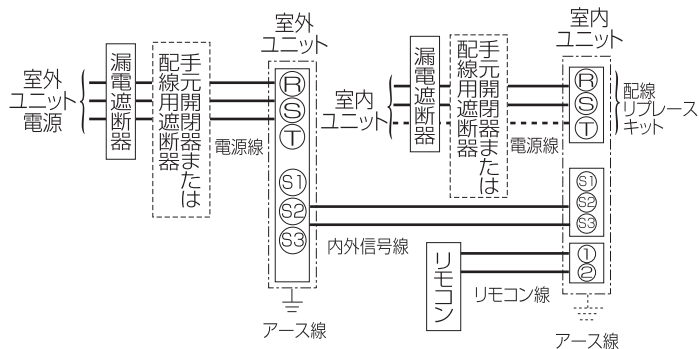 室外
ユニット
電源
漏電遮断器
手元開閉器または
配線用遮断器
電源線
室外
ユニット
R
S
T
S1
S2
S3
アース線
内外信号線
室内
ユニット
漏電遮断器
手元開閉器または
配線用遮断器
電源線
室内
ユニット
R
S
T
配線
リプレース
キット
S1
S2
S3
1
2
リモコン
リモコン線
アース線